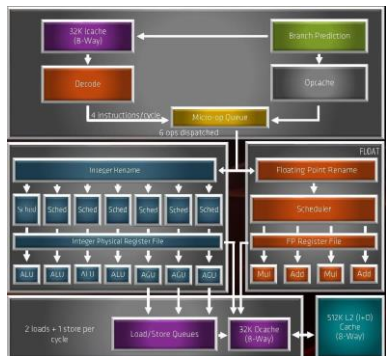 32K Icache
(8-Way)
Branch Prediction
Decode
Opcache
4 instructions/cycle
Micro-op Queue
6 ops dispatched
FLOAT
Integer Rename
Floating Point Rename
Sched Sched Sched Sched Sched Sched Sched
Scheduler
Integer Physical Register File
FP Register File
ALU ALU ALU ALU AGU AGU AGU
Mul Add Mul Add
2 loads + 1 store per
cycle
Load/Store Queues
32K Dcache
(8-Way)
512K L2 (I+D)
Cache
(8-Way)